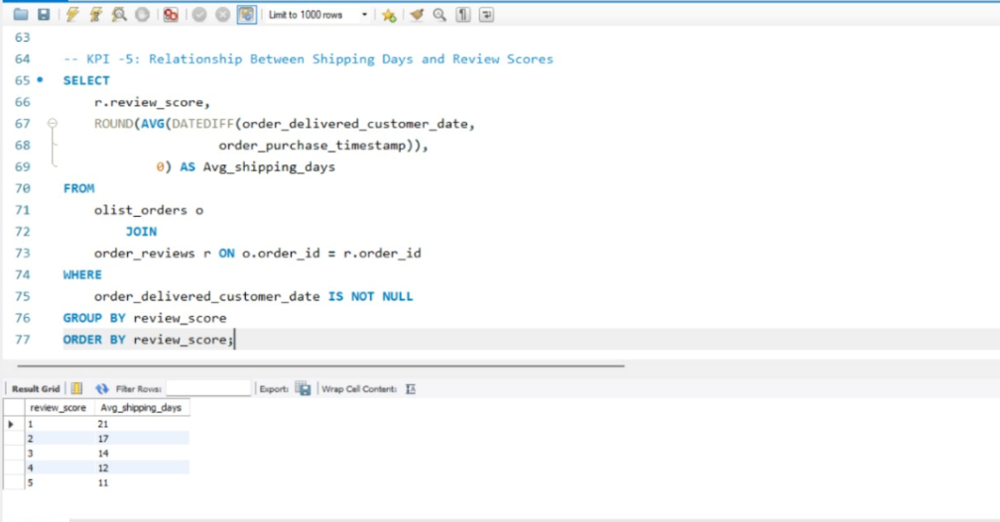 Limit to 1000 rows
63
64 -- KPI -5: Relationship Between Shipping Days and Review Scores
65 SELECT
66 r.review_score,
67 ROUND(AVG(DATEDIFF(order_delivered_customer_date,
68 order_purchase_timestamp)),
69 0) AS Avg_shipping_days
70 FROM
71 olist_orders o
72 JOIN
73 order_reviews r ON o.order_id = r.order_id
74 WHERE
75 order_delivered_customer_date IS NOT NULL
76 GROUP BY review_score
77 ORDER BY review_score;
Result Grid Filter Rows: Export: Wrap Cell Content:
review_score Avg_shipping_days
1 21
2 17
3 14
4 12
5 11